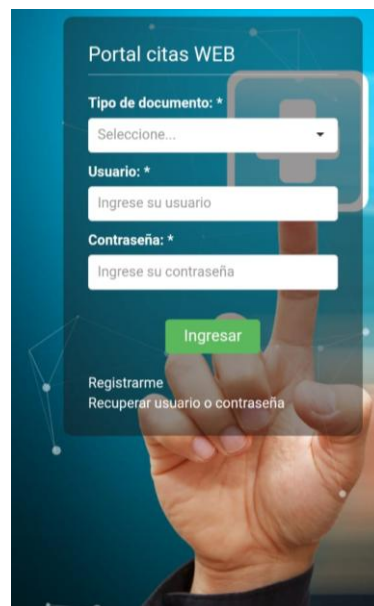 Portal citas WEB
Tipo de documento: *
Seleccione...
Usuario: *
Ingrese su usuario
Contraseña: *
Ingrese su contraseña
Ingresar
Registrarme
Recuperar usuario o contraseña